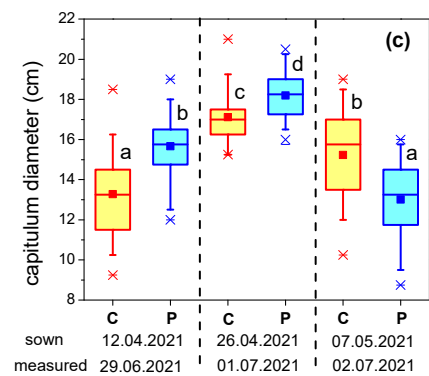 22
(c)
20
18
16
14
12
10
8
capitulum diameter (cm)
a
b
c
d
b
a
C P C P C P
sown 12.04.2021 26.04.2021 07.05.2021
measured 29.06.2021 01.07.2021 02.07.2021